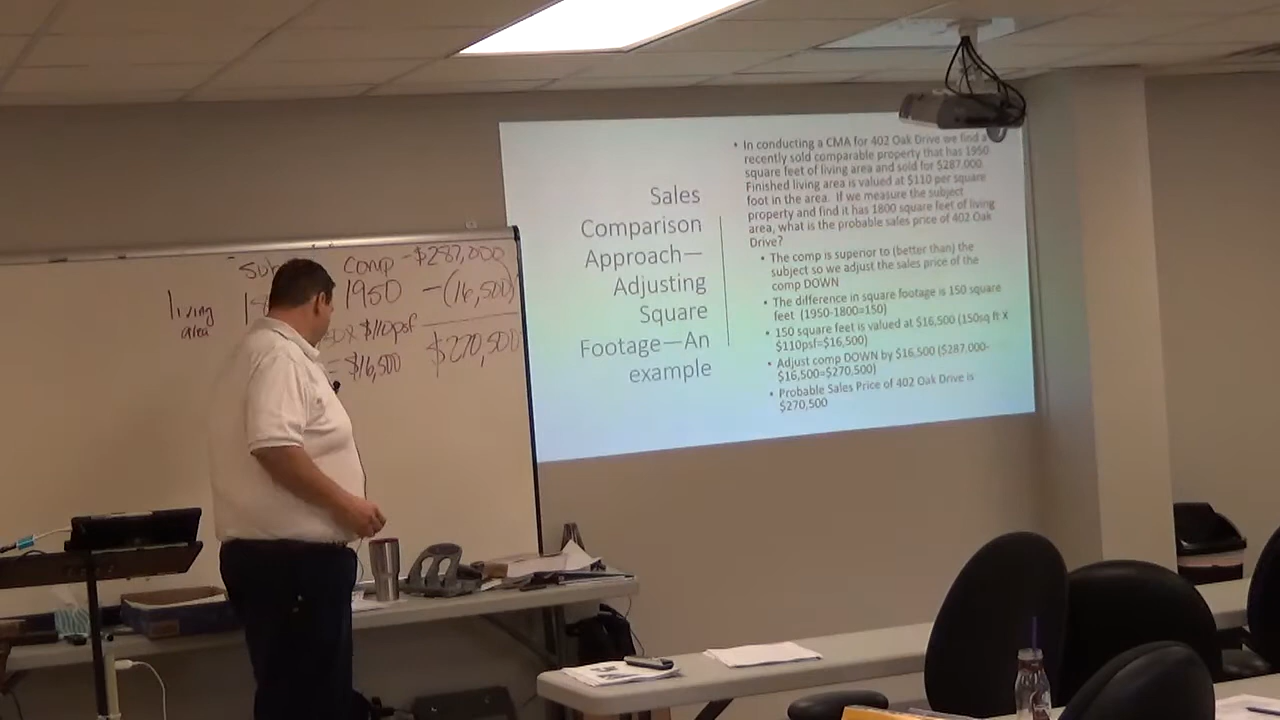 Sub
Comp - $287,000
living
area
1950
-(16,500)
x $110psf
= $16,500
$270,500
Sales
Comparison
Approach—
Adjusting
Square
Footage—An
example
• In conducting a CMA for 402 Oak Drive we find a
recently sold comparable property that has 1950
square feet of living area and sold for $287,000.
Finished living area is valued at $110 per square
foot in the area. If we measure the subject
property and find it has 1800 square feet of living
area, what is the probable sales price of 402 Oak
Drive?
• The comp is superior to (better than) the
subject so we adjust the sales price of the
comp DOWN
• The difference in square footage is 150 square
feet (1950-1800=150)
• 150 square feet is valued at $16,500 (150sq ft X
$110psf=$16,500)
• Adjust comp DOWN by $16,500 ($287,000-
$16,500=$270,500)
• Probable Sales Price of 402 Oak Drive is
$270,500